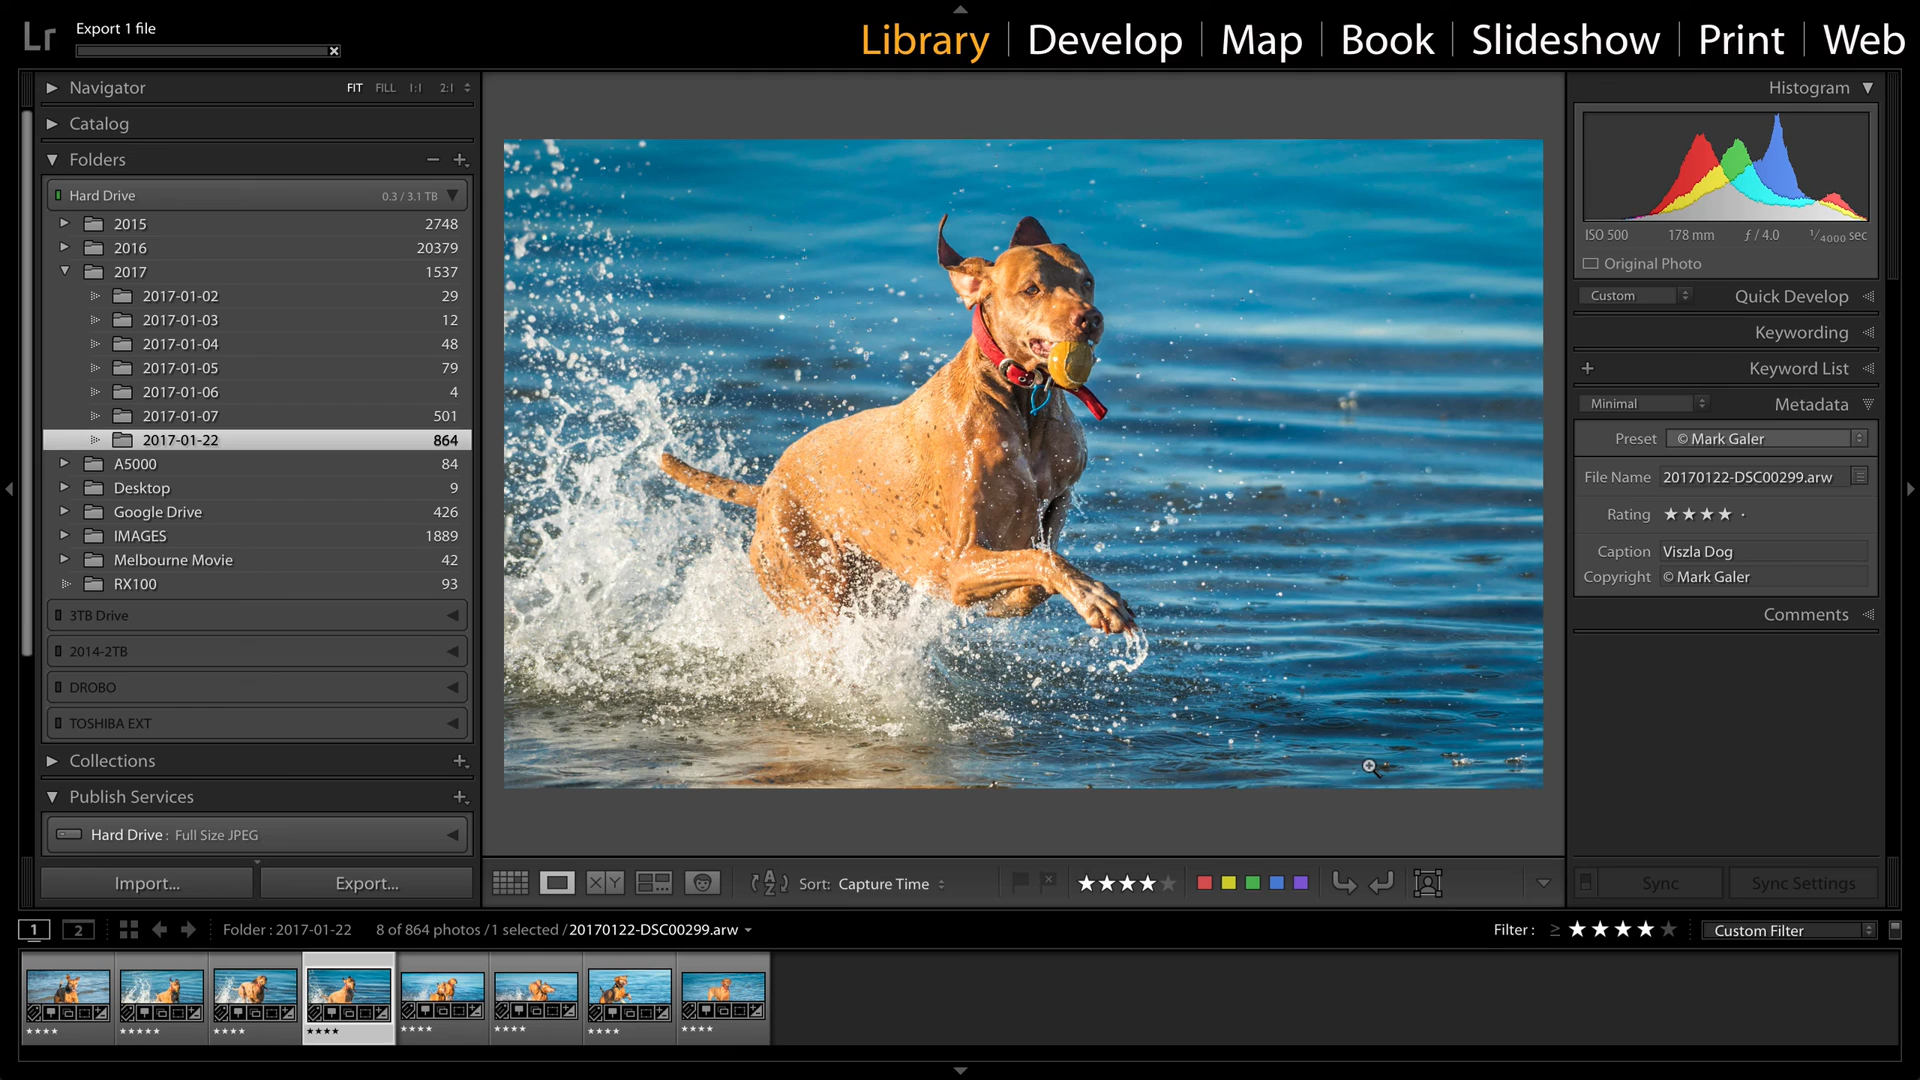 Lr
Export 1 file
Library Develop Map Book Slideshow Print Web
Navigator FIT FILL 1:1 2:1
Catalog
Folders
Hard Drive 0.3 / 3.1 TB
2015 2748
2016 20379
2017 1537
2017-01-02 29
2017-01-03 12
2017-01-04 48
2017-01-05 79
2017-01-06 4
2017-01-07 501
2017-01-22 864
A5000 84
Desktop 9
Google Drive 426
IMAGES 1889
Melbourne Movie 42
RX100 93
3TB Drive
2014-2TB
DROBO
TOSHIBA EXT
Collections
Publish Services
Hard Drive : Full Size JPEG
Import... Export...
Histogram
ISO 500 178 mm ƒ / 4.0 1/4000 sec
Original Photo
Custom Quick Develop
Keywording
Keyword List
Minimal Metadata
Preset © Mark Galer
File Name 20170122-DSC00299.arw
Rating ★ ★ ★ ★ ·
Caption Viszla Dog
Copyright © Mark Galer
Comments
XY Sort: Capture Time
Sync Sync Settings
1 2 Folder : 2017-01-22 8 of 864 photos / 1 selected / 20170122-DSC00299.arw
Filter : ≥ ★★★★★ Custom Filter